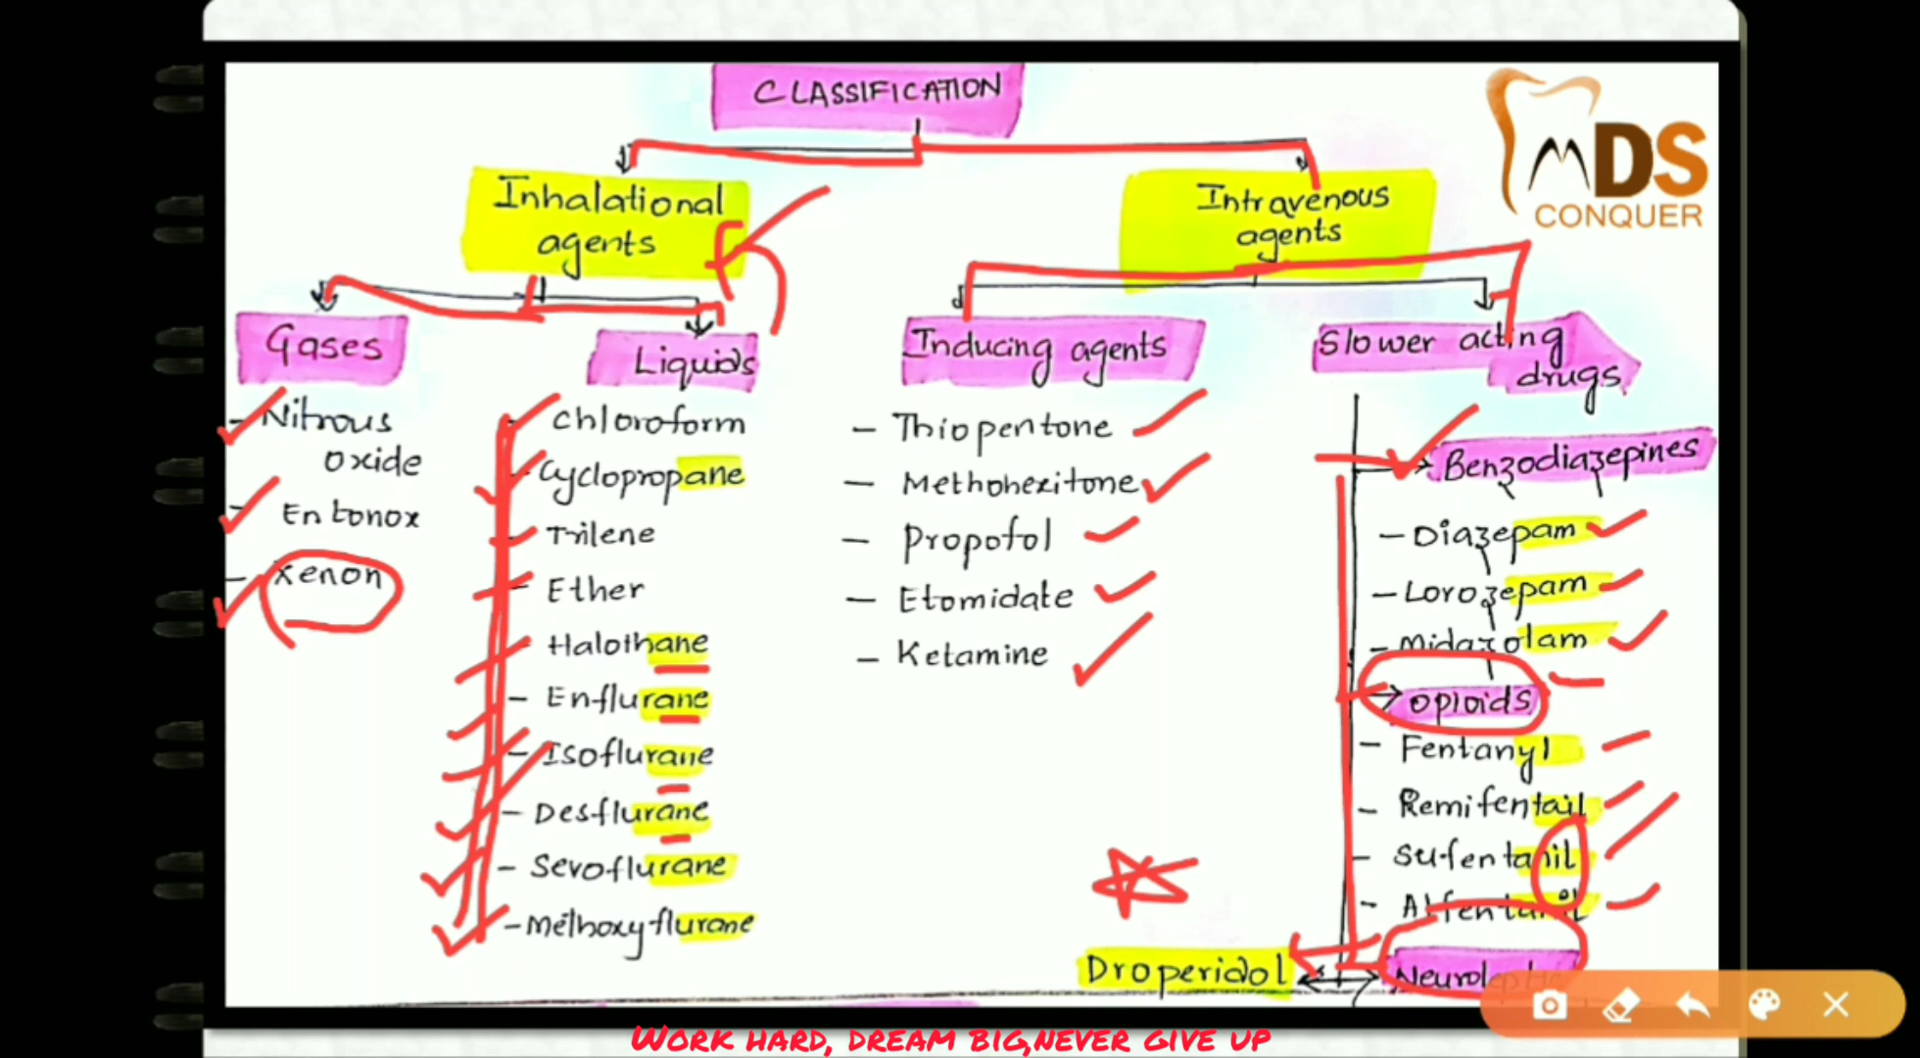 CLASSIFICATION
MDS
CONQUER
Inhalational
agents
Intravenous
agents
Gases
- Nitrous
oxide
- Entonox
- Xenon
Liquids
- Chloroform
- Cyclopropane
- Trilene
- Ether
- Halothane
- Enflurane
- Isoflurane
- Desflurane
- Sevoflurane
- Methoxyflurane
Inducing agents
- Thiopentone
- Methohexitone
- Propofol
- Etomidate
- Ketamine
Slower acting
drugs
Benzodiazepines
- Diazepam
- Lorozepam
- Midazolam
Opioids
- Fentanyl
- Remifentail
- Sufentanil
- Alfentanil
Droperidol
WORK HARD, DREAM BIG,NEVER GIVE UP